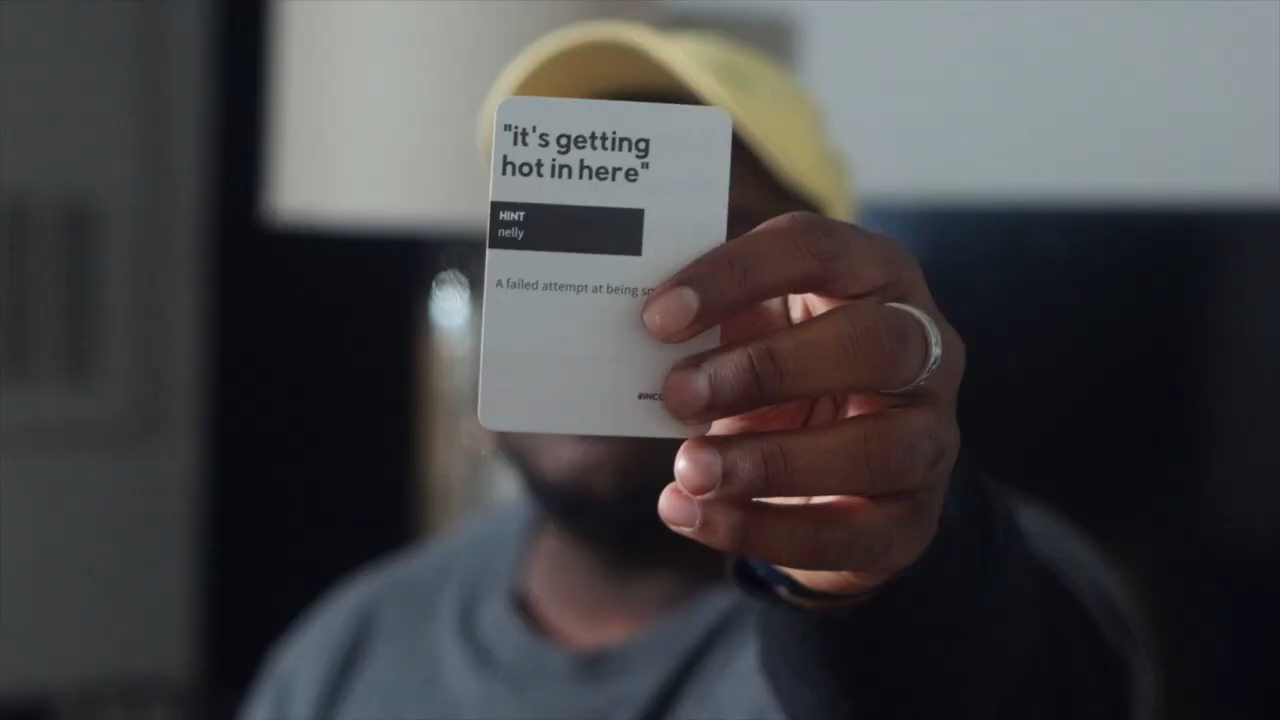 "it's getting
hot in here"
HINT
nelly
A failed attempt at being